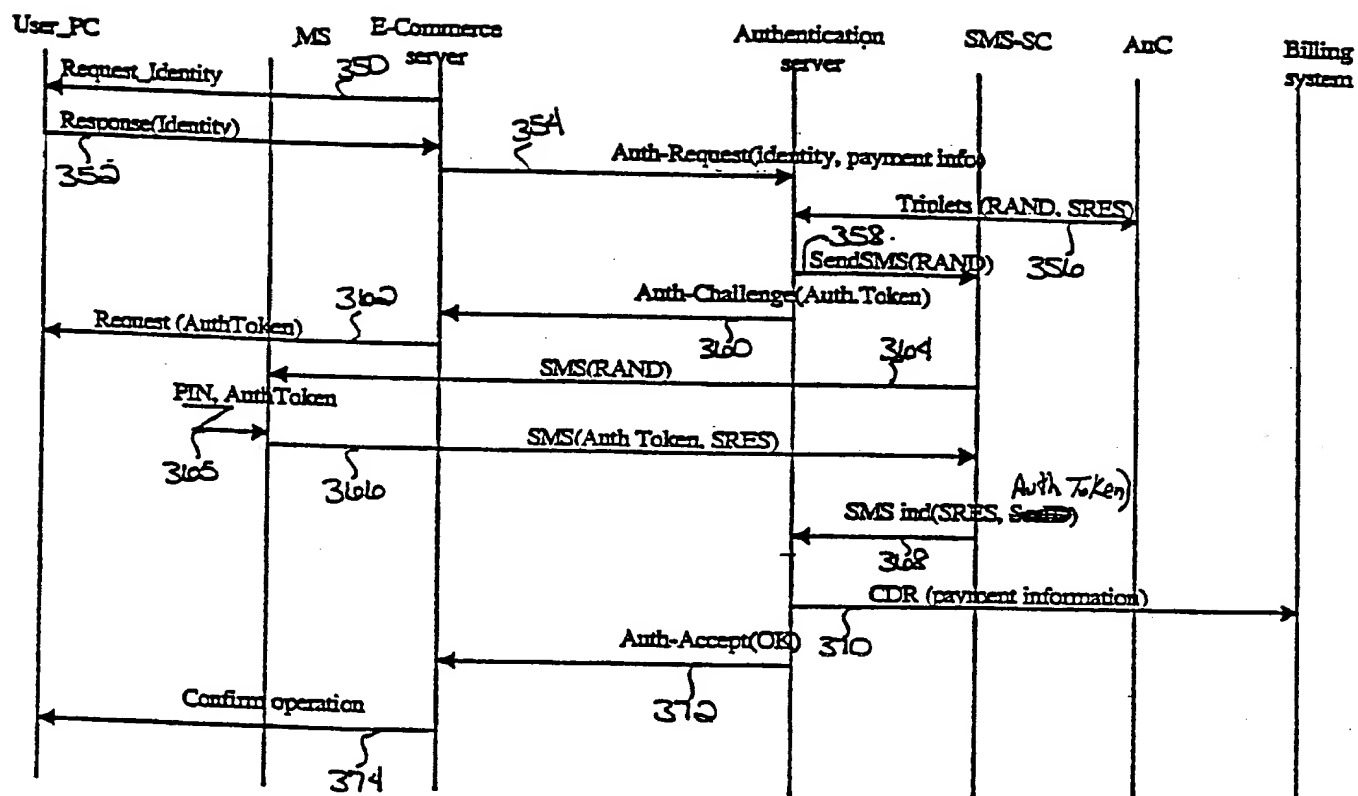 User_PC
MS
E-Commerce
server
Authentication
server
SMS-SC
AnC
Billing
system
Request_Identity
350
Response(Identity)
352
354
Auth-Request(identity, payment info)
Triplets (RAND, SRES)
356
358
SendSMS(RAND)
Auth-Challenge(Auth.Token)
360
362
Request (AuthToken)
364
SMS(RAND)
PIN, AuthToken
365
SMS(Auth Token, SRES)
366
Auth Token)
SMS ind(SRES,
368
CDR (payment information)
370
Auth-Accept(OK)
372
Confirm operation
374